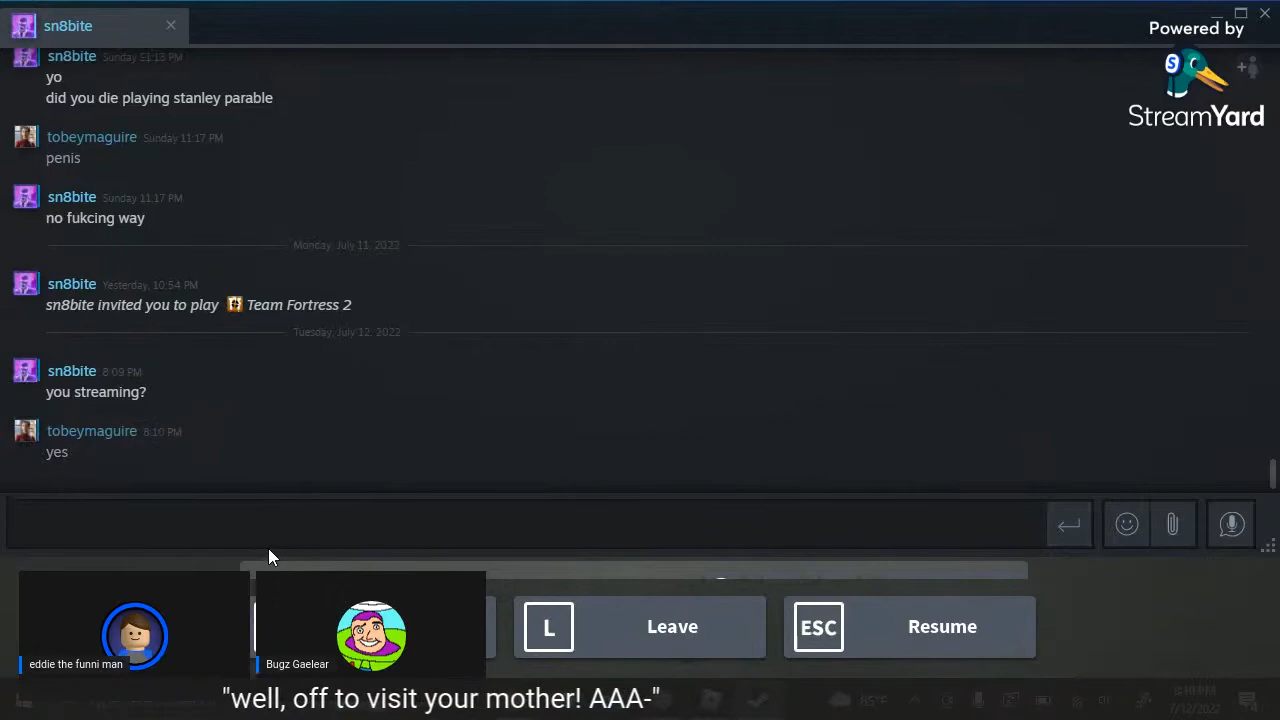 sn8bite
Powered by
sn8bite Sunday 11:13 PM
yo
StreamYard
did you die playing stanley parable
tobeymaguire Sunday 11:17 PM
penis
sn8bite Sunday 11:17 PM
no fukcing way
Monday, July 11, 2022
sn8bite Yesterday, 10:54 PM
sn8bite invited you to play Team Fortress 2
Tuesday, July 12, 2022
sn8bite 8:09 PM
you streaming?
tobeymaguire 8:10 PM
yes
L Leave
ESC Resume
eddie the funni man
Bugz Gaelear
"well, off to visit your mother! AAA-"
85°F
7/12/2022